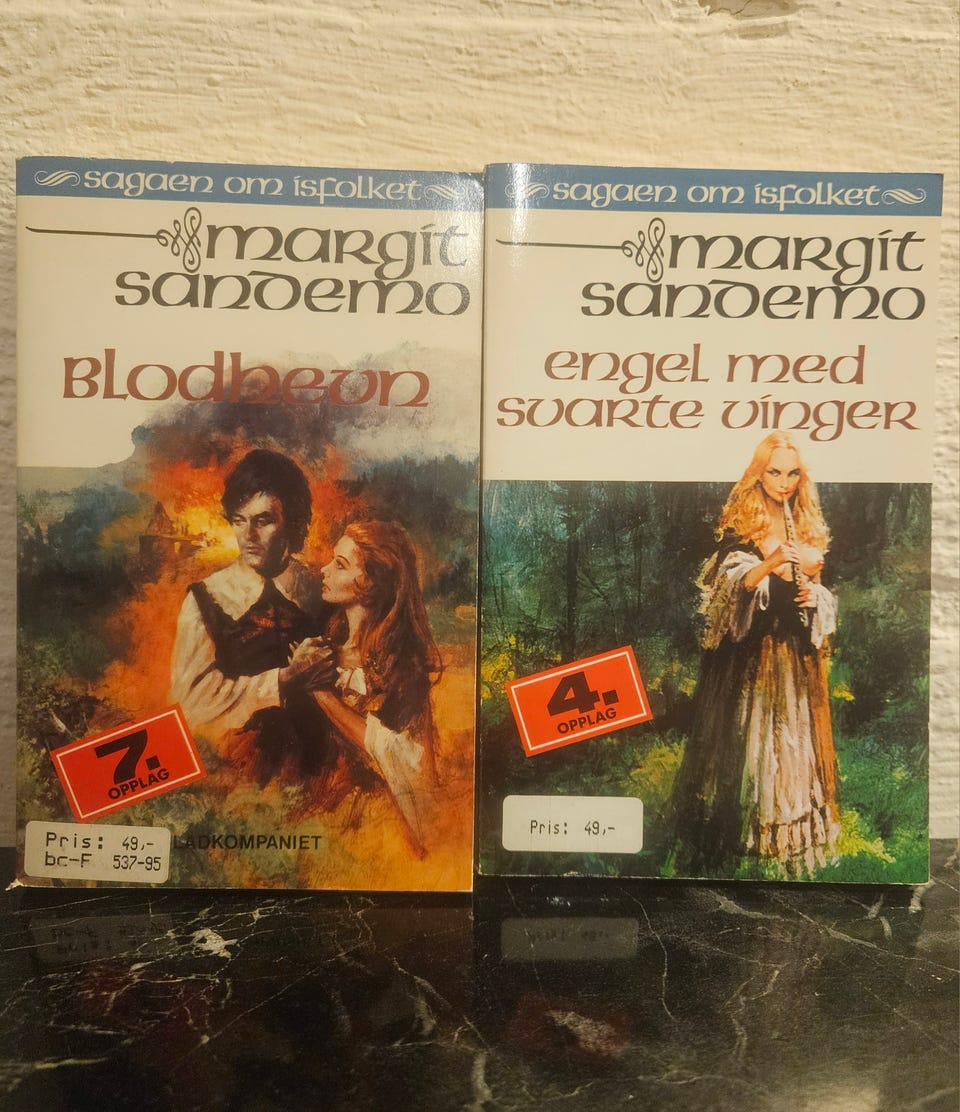 sagaen om isfolket
margit
sandemo
Blodhevn
7.
OPPLAG
Pris: 49,-
bc-F 537-95
LADKOMPANIET
sagaen om isfolket
margit
sandemo
engel med
svarte vinger
4.
OPPLAG
Pris: 49,-